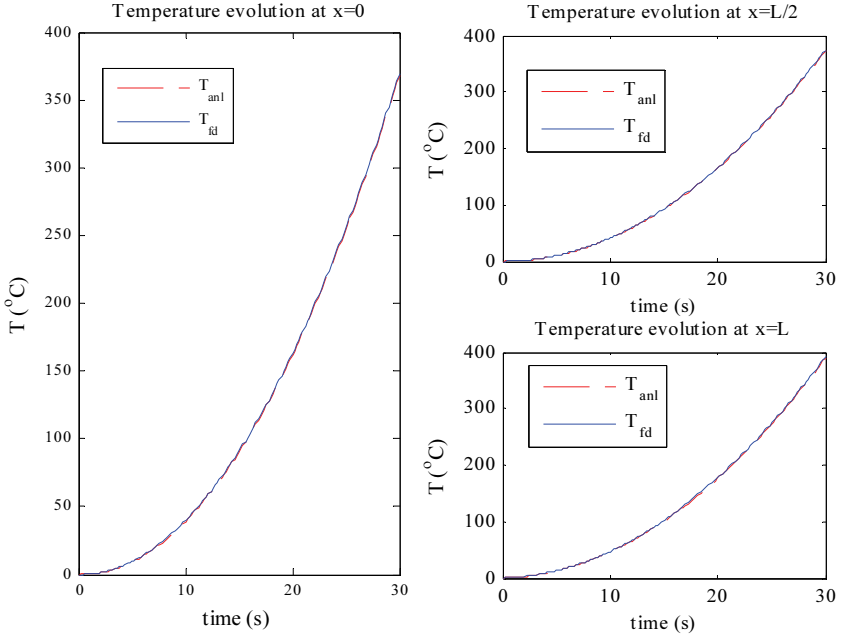 Temperature evolution at x=0
400
350
300
250
200
150
100
50
0
0
10
20
30
T (°C)
time (s)
T_anl
T_fd
Temperature evolution at x=L/2
400
300
200
100
0
0
10
20
30
T (°C)
time (s)
T_anl
T_fd
Temperature evolution at x=L
400
300
200
100
0
0
10
20
30
T (°C)
time (s)
T_anl
T_fd